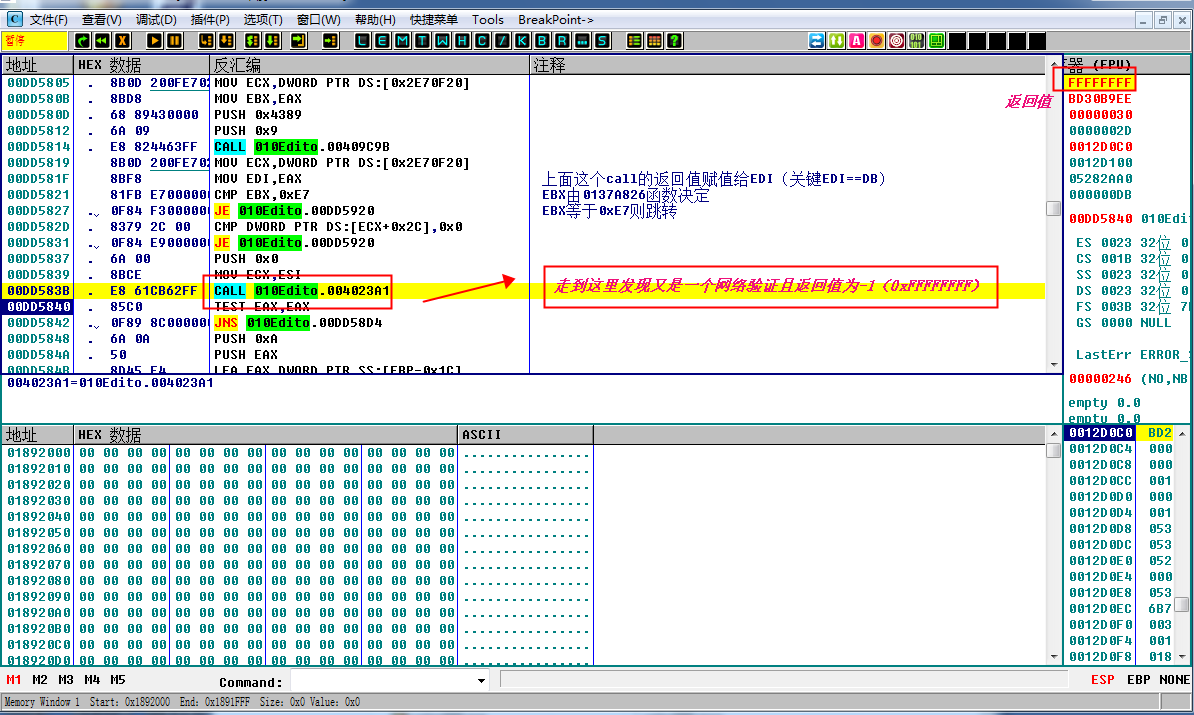 文件(F) 查看(V) 调试(D) 插件(P) 选项(T) 窗口(W) 帮助(H) 快捷菜单 Tools BreakPoint->
暂停 L E M T W H C / K B R ... S
地址 HEX 数据 反汇编 注释 器 (FPU)
00DD5805 . 8B0D 200FE702 MOV ECX,DWORD PTR DS:[0x2E70F20]
00DD580B . 8BD8 MOV EBX,EAX
00DD580D . 68 89430000 PUSH 0x4389
00DD5812 . 6A 09 PUSH 0x9
00DD5814 . E8 824463FF CALL 010Edito.00409C9B
00DD5819 8B0D 200FE702 MOV ECX,DWORD PTR DS:[0x2E70F20]
00DD581F . 8BF8 MOV EDI,EAX 上面这个call的返回值赋值给EDI（关键EDI==DB）
00DD5821 . 81FB E7000000 CMP EBX,0xE7 EBX由0137A826函数决定
00DD5827 .v 0F84 F3000000 JE 010Edito.00DD5920 EBX等于0xE7则跳转
00DD582D . 8379 2C 00 CMP DWORD PTR DS:[ECX+0x2C],0x0
00DD5831 .v 0F84 E9000000 JE 010Edito.00DD5920
00DD5837 . 6A 00 PUSH 0x0
00DD5839 . 8BCE MOV ECX,ESI
00DD583B . E8 61CB62FF CALL 010Edito.004023A1 走到这里发现又是一个网络验证且返回值为-1（0xFFFFFFFF）
00DD5840 . 85C0 TEST EAX,EAX
00DD5842 .v 0F89 8C000000 JNS 010Edito.00DD58D4
00DD5848 . 6A 0A PUSH 0xA
00DD584A . 50 PUSH EAX
00DD584B . 8D45 E4 LEA EAX,DWORD PTR SS:[EBP-0x1C]
返回值
FFFFFFFF
BD30B9EE
00000030
0000002D
0012D0C0
0012D100
05282AA0
000000DB
00DD5840 010Edi
ES 0023 32位 0
CS 001B 32位 0
SS 0023 32位 0
DS 0023 32位 0
FS 003B 32位 7
GS 0000 NULL
LastErr ERROR_
00000246 (NO,NB
empty 0.0
empty 0.0
004023A1=010Edito.004023A1
地址 HEX 数据 ASCII
01892000 00 00 00 00 00 00 00 00 00 00 00 00 00 00 00 00 ................
01892010 00 00 00 00 00 00 00 00 00 00 00 00 00 00 00 00 ................
01892020 00 00 00 00 00 00 00 00 00 00 00 00 00 00 00 00 ................
01892030 00 00 00 00 00 00 00 00 00 00 00 00 00 00 00 00 ................
01892040 00 00 00 00 00 00 00 00 00 00 00 00 00 00 00 00 ................
01892050 00 00 00 00 00 00 00 00 00 00 00 00 00 00 00 00 ................
01892060 00 00 00 00 00 00 00 00 00 00 00 00 00 00 00 00 ................
01892070 00 00 00 00 00 00 00 00 00 00 00 00 00 00 00 00 ................
01892080 00 00 00 00 00 00 00 00 00 00 00 00 00 00 00 00 ................
01892090 00 00 00 00 00 00 00 00 00 00 00 00 00 00 00 00 ................
018920A0 00 00 00 00 00 00 00 00 00 00 00 00 00 00 00 00 ................
018920B0 00 00 00 00 00 00 00 00 00 00 00 00 00 00 00 00 ................
018920C0 00 00 00 00 00 00 00 00 00 00 00 00 00 00 00 00 ................
018920D0 00 00 00 00 00 00 00 00 00 00 00 00 00 00 00 00 ................
0012D0C0 BD2
0012D0C4 000
0012D0C8 000
0012D0CC 001
0012D0D0 000
0012D0D4 001
0012D0D8 053
0012D0DC 053
0012D0E0 052
0012D0E4 000
0012D0E8 053
0012D0EC 6B7
0012D0F0 003
0012D0F4 001
0012D0F8 018
M1 M2 M3 M4 M5 Command: ESP EBP NONE
Memory Window 1 Start: 0x1892000 End: 0x1891FFF Size: 0x0 Value: 0x0